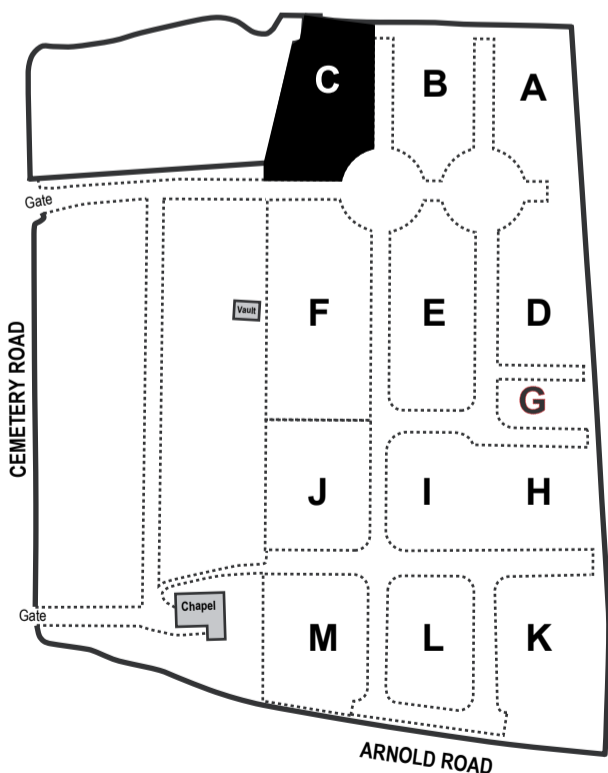 C
B
A
Gate
Vault
F
E
D
G
CEMETERY ROAD
J
I
H
Chapel
Gate
M
L
K
ARNOLD ROAD